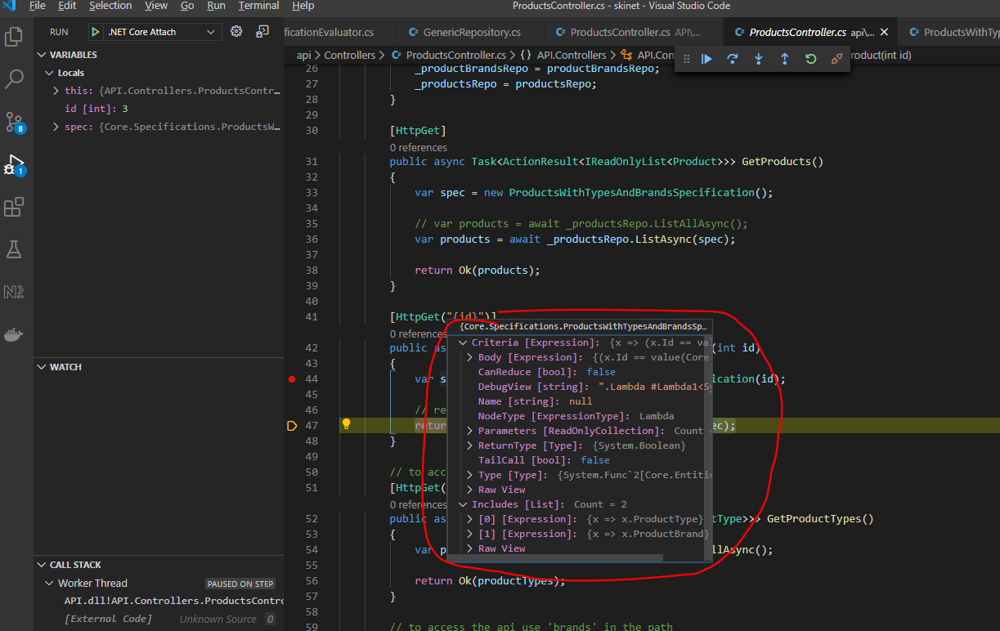 File Edit Selection View Go Run Terminal Help ProductsController.cs - skinet - Visual Studio Code
RUN .NET Core Attach
ficationEvaluator.cs C# GenericRepository.cs C# ProductsController.cs API\... C# ProductsController.cs api\... C# ProductsWithTyp
api > Controllers > C# ProductsController.cs > {} API.Controllers > API.Con roduct(int id)
VARIABLES
Locals
this: {API.Controllers.ProductsContr...
id [int]: 3
spec: {Core.Specifications.ProductsW...
8
1
WATCH
CALL STACK
Worker Thread PAUSED ON STEP
API.dll!API.Controllers.ProductsContro
[External Code] Unknown Source 0
26 _productBrandsRepo = productBrandsRepo;
27 _productsRepo = productsRepo;
28 }
29
30 [HttpGet]
0 references
31 public async Task<ActionResult<IReadOnlyList<Product>>> GetProducts()
32 {
33 var spec = new ProductsWithTypesAndBrandsSpecification();
34
35 // var products = await _productsRepo.ListAllAsync();
36 var products = await _productsRepo.ListAsync(spec);
37
38 return Ok(products);
39 }
40
41 [HttpGet("{id}")]
0 references
42 public as (int id)
43 {
44 var s ication(id);
45
46 // re
47 retur ec);
48 }
49
50 // to acc
51 [HttpGet(
0 references
52 public as tType>>> GetProductTypes()
53 {
54 var p llAsync();
55
56 return Ok(productTypes);
57 }
58
59 // to access the api use 'brands' in the path
{Core.Specifications.ProductsWithTypesAndBrandsSp...
Criteria [Expression]: {x => (x.Id == val
Body [Expression]: {(x.Id == value(Core
CanReduce [bool]: false
DebugView [string]: ".Lambda #Lambda1<Sy
Name [string]: null
NodeType [ExpressionType]: Lambda
Parameters [ReadOnlyCollection]: Count
ReturnType [Type]: {System.Boolean}
TailCall [bool]: false
Type [Type]: {System.Func`2[Core.Entitie
Raw View
Includes [List]: Count = 2
[0] [Expression]: {x => x.ProductType}
[1] [Expression]: {x => x.ProductBrand}
Raw View